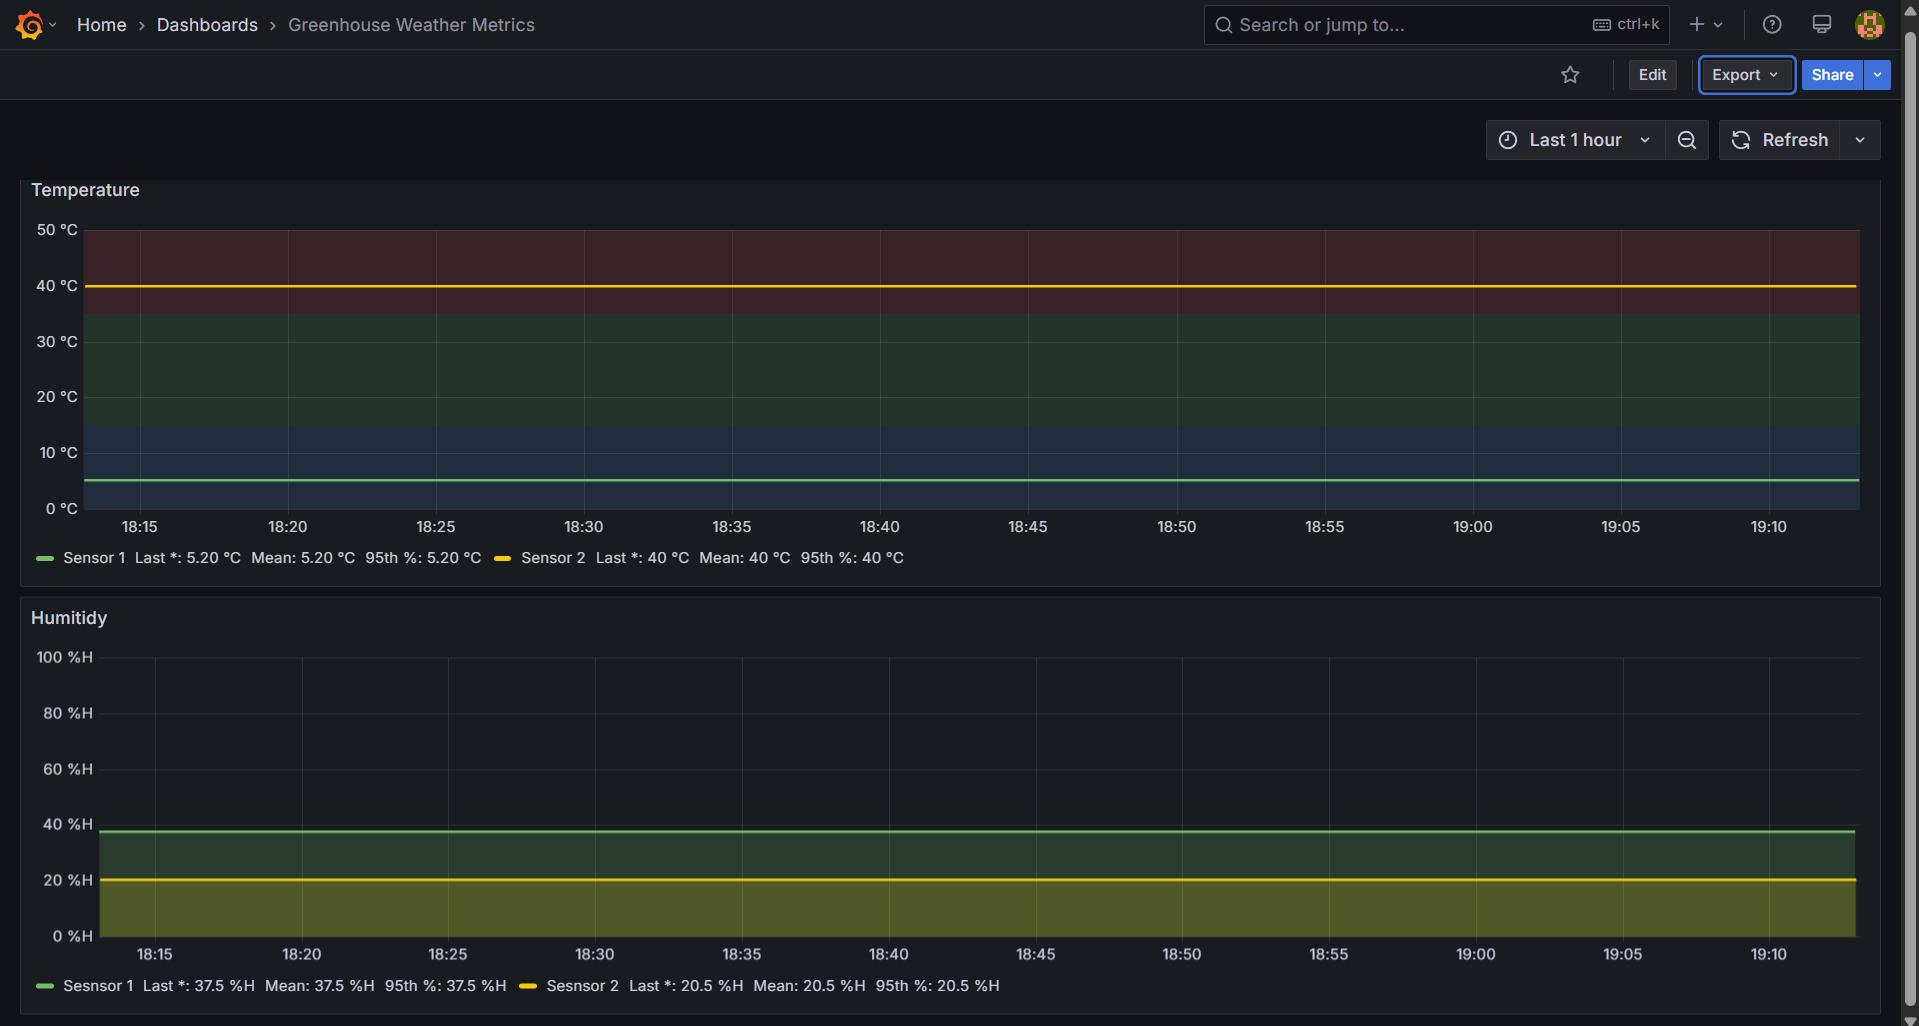 Home › Dashboards › Greenhouse Weather Metrics
Search or jump to... ctrl+k
Edit Export Share
Last 1 hour Refresh
Temperature
50 °C
40 °C
30 °C
20 °C
10 °C
0 °C
18:15 18:20 18:25 18:30 18:35 18:40 18:45 18:50 18:55 19:00 19:05 19:10
Sensor 1 Last *: 5.20 °C Mean: 5.20 °C 95th %: 5.20 °C Sensor 2 Last *: 40 °C Mean: 40 °C 95th %: 40 °C
Humitidy
100 %H
80 %H
60 %H
40 %H
20 %H
0 %H
18:15 18:20 18:25 18:30 18:35 18:40 18:45 18:50 18:55 19:00 19:05 19:10
Sesnsor 1 Last *: 37.5 %H Mean: 37.5 %H 95th %: 37.5 %H Sesnsor 2 Last *: 20.5 %H Mean: 20.5 %H 95th %: 20.5 %H